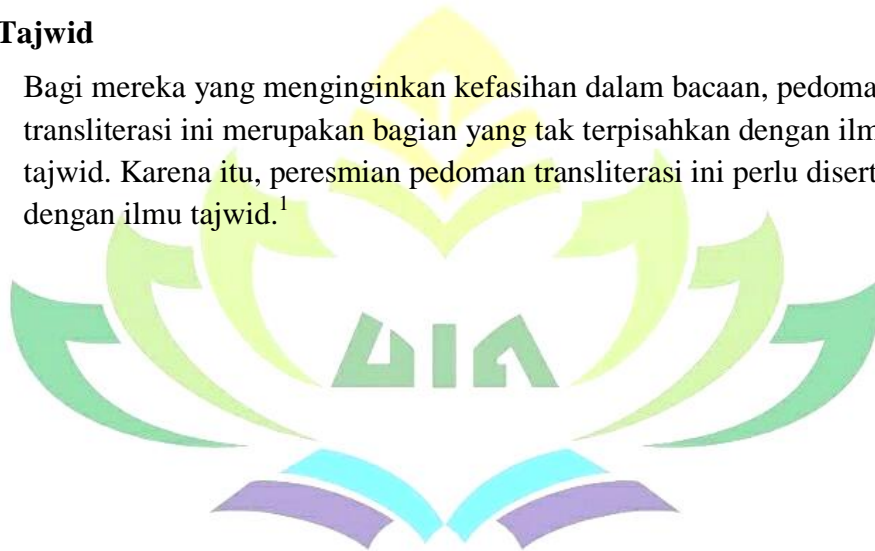 Tajwid
Bagi mereka yang menginginkan kefasihan dalam bacaan, pedoma
transliterasi ini merupakan bagian yang tak terpisahkan dengan ilm
tajwid. Karena itu, peresmian pedoman transliterasi ini perlu disert
dengan ilmu tajwid.¹
UIN